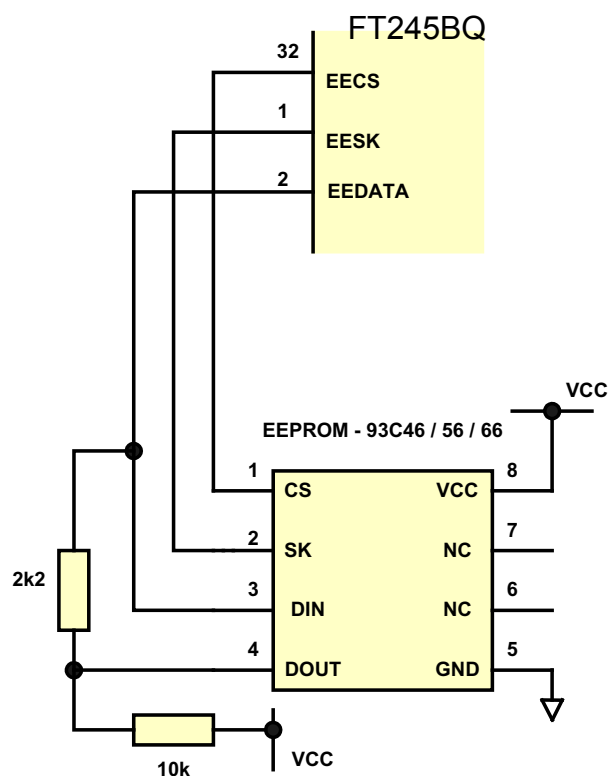 FT245BQ
32
EECS
1
EESK
2
EEDATA
VCC
EEPROM - 93C46 / 56 / 66
1
CS
VCC
8
2
SK
NC
7
2k2
3
DIN
NC
6
4
DOUT
GND
5
10k
VCC